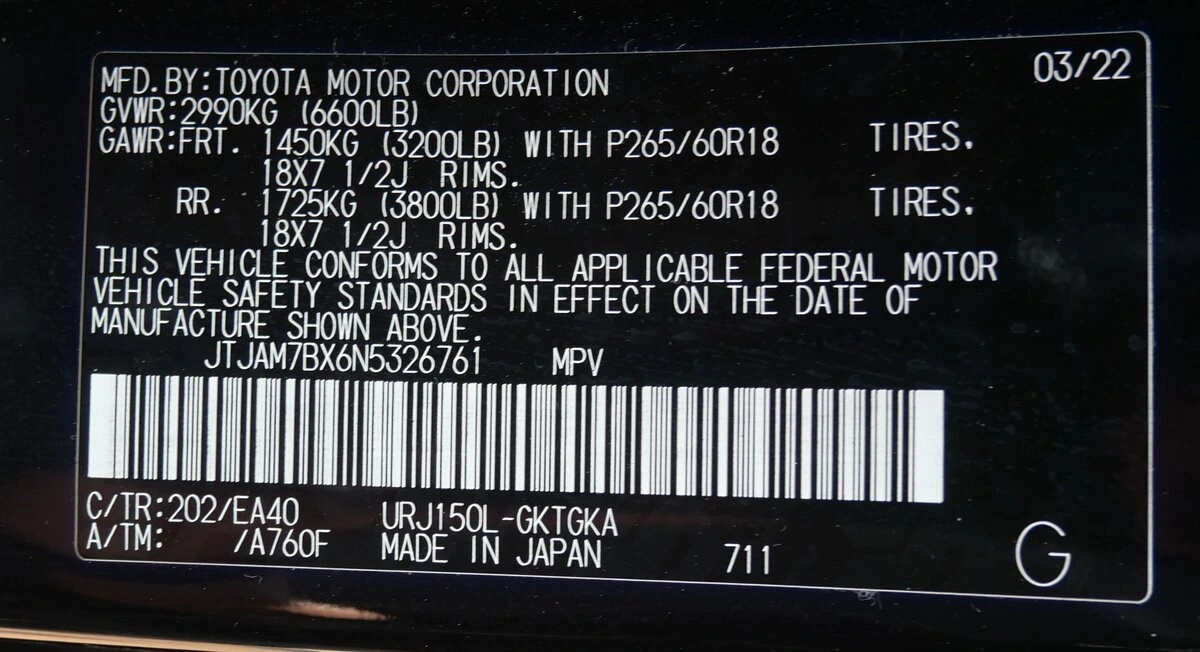 03/22
MFD. BY:TOYOTA MOTOR CORPORATION
GVWR:2990KG (6600LB)
GAWR:FRT. 1450KG (3200LB) WITH P265/60R18 TIRES.
18X7 1/2J RIMS.
RR. 1725KG (3800LB) WITH P265/60R18 TIRES.
18X7 1/2J RIMS.
THIS VEHICLE CONFORMS TO ALL APPLICABLE FEDERAL MOTOR
VEHICLE SAFETY STANDARDS IN EFFECT ON THE DATE OF
MANUFACTURE SHOWN ABOVE.
JTJAM7BX6N5326761 MPV
C/TR:202/EA40 URJ150L-GKTGKA
A/TM: /A760F MADE IN JAPAN 711
G